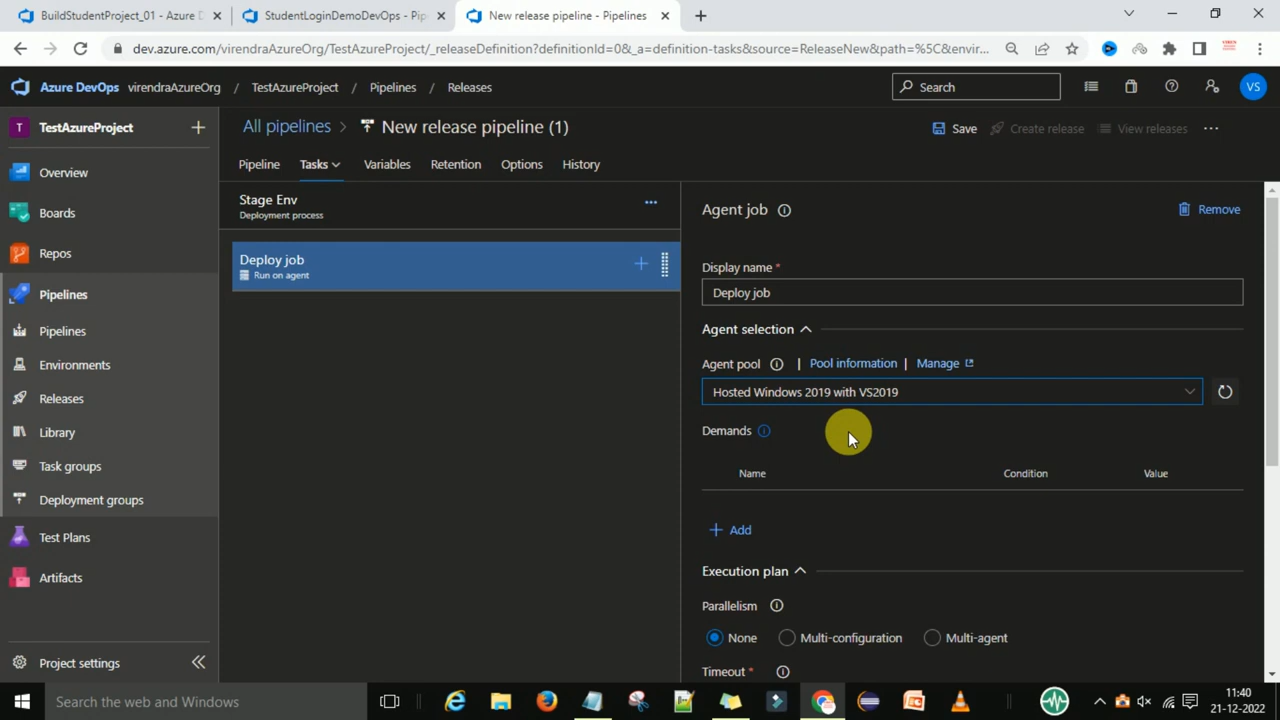 BuildStudentProject_01 - Azure D
StudentLoginDemoDevOps - Pip
New release pipeline - Pipelines
dev.azure.com/virendraAzureOrg/TestAzureProject/_releaseDefinition?definitionId=0&_a=definition-tasks&source=ReleaseNew&path=%5C&envir...
Azure DevOps virendraAzureOrg / TestAzureProject / Pipelines / Releases
Search
VS
T TestAzureProject
All pipelines > New release pipeline (1)
Save Create release View releases ...
Pipeline Tasks Variables Retention Options History
Overview
Boards
Repos
Pipelines
Pipelines
Environments
Releases
Library
Task groups
Deployment groups
Test Plans
Artifacts
Project settings
Stage Env
Deployment process
Deploy job
Run on agent
Agent job
Remove
Display name *
Deploy job
Agent selection
Agent pool | Pool information | Manage
Hosted Windows 2019 with VS2019
Demands
Name Condition Value
Add
Execution plan
Parallelism
None Multi-configuration Multi-agent
Timeout *
Search the web and Windows
11:40
21-12-2022